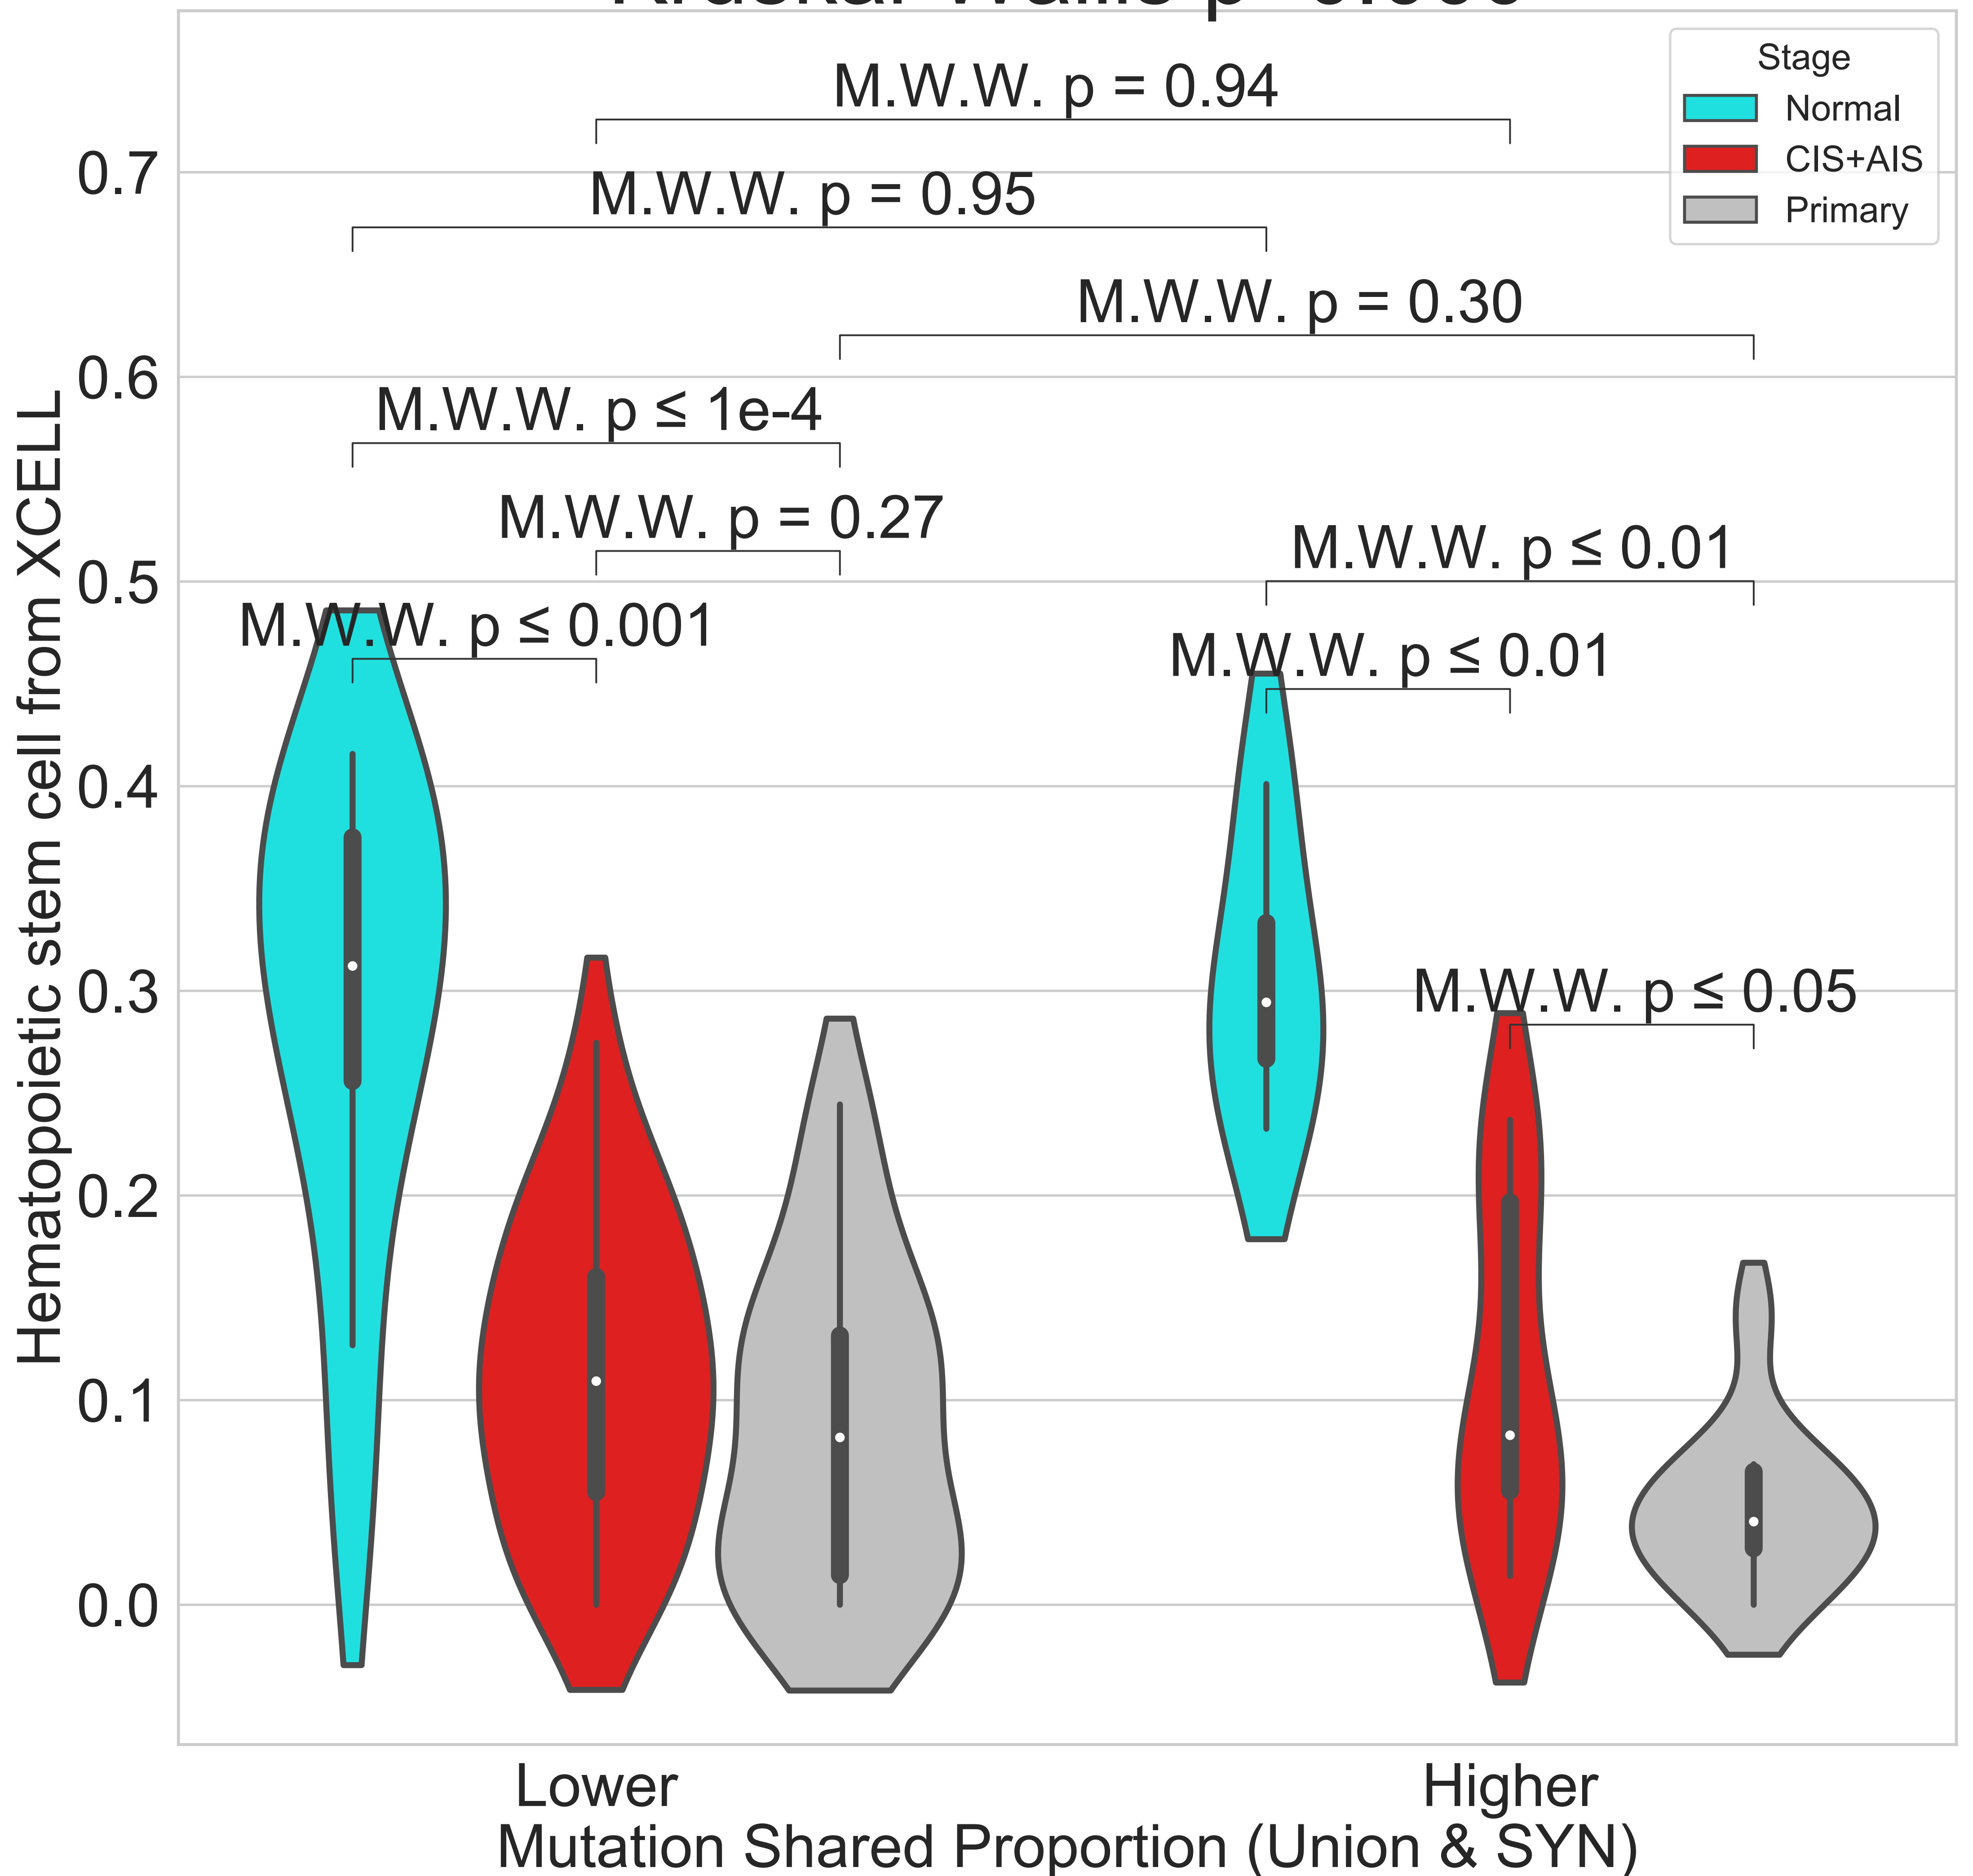 M.W.W. p = 0.94
Stage
Normal
CIS+AIS
Primary
M.W.W. p = 0.95
M.W.W. p = 0.30
M.W.W. p ≤ 1e-4
M.W.W. p = 0.27
M.W.W. p ≤ 0.01
M.W.W. p ≤ 0.001
M.W.W. p ≤ 0.01
M.W.W. p ≤ 0.05
0.7
0.6
0.5
0.4
0.3
0.2
0.1
0.0
Hematopoietic stem cell from XCELL
Lower
Higher
Mutation Shared Proportion (Union & SYN)